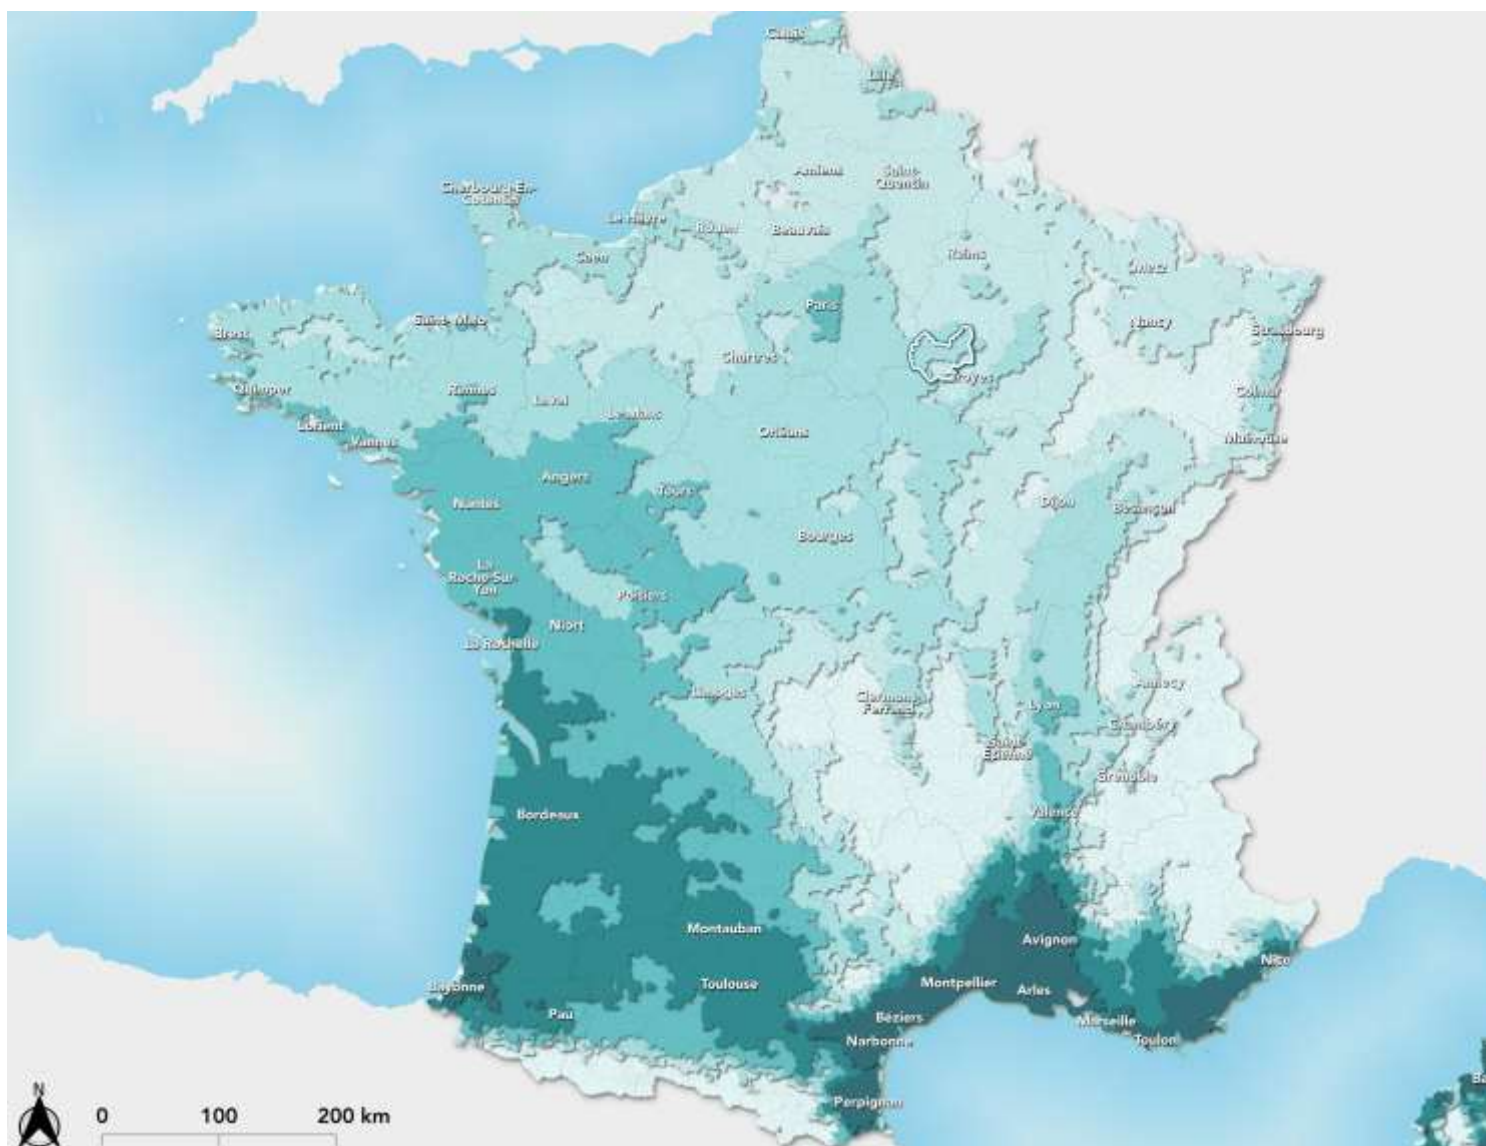 Calais
Lille
Amiens
Saint-
Quentin
Cherbourg-En-
Cotentin
Le Havre
Rouen
Beauvais
Caen
Reims
Metz
Paris
Saint-Malo
Nancy
Strasbourg
Brest
Chartres
Troyes
Quimper
Rennes
Laval
Le Mans
Colmar
Lorient
Orléans
Vannes
Mulhouse
Angers
Tours
Nantes
Dijon
Besançon
Bourges
La
Roche-Sur-
Yon
Poitiers
Niort
La Rochelle
Limoges
Clermont-
Ferrand
Annecy
Lyon
Chambéry
Saint-
Étienne
Grenoble
Bordeaux
Valence
Montauban
Avignon
Nice
Bayonne
Toulouse
Montpellier
Arles
Pau
Béziers
Marseille
Narbonne
Toulon
Perpignan
Ba
N
0 100 200 km